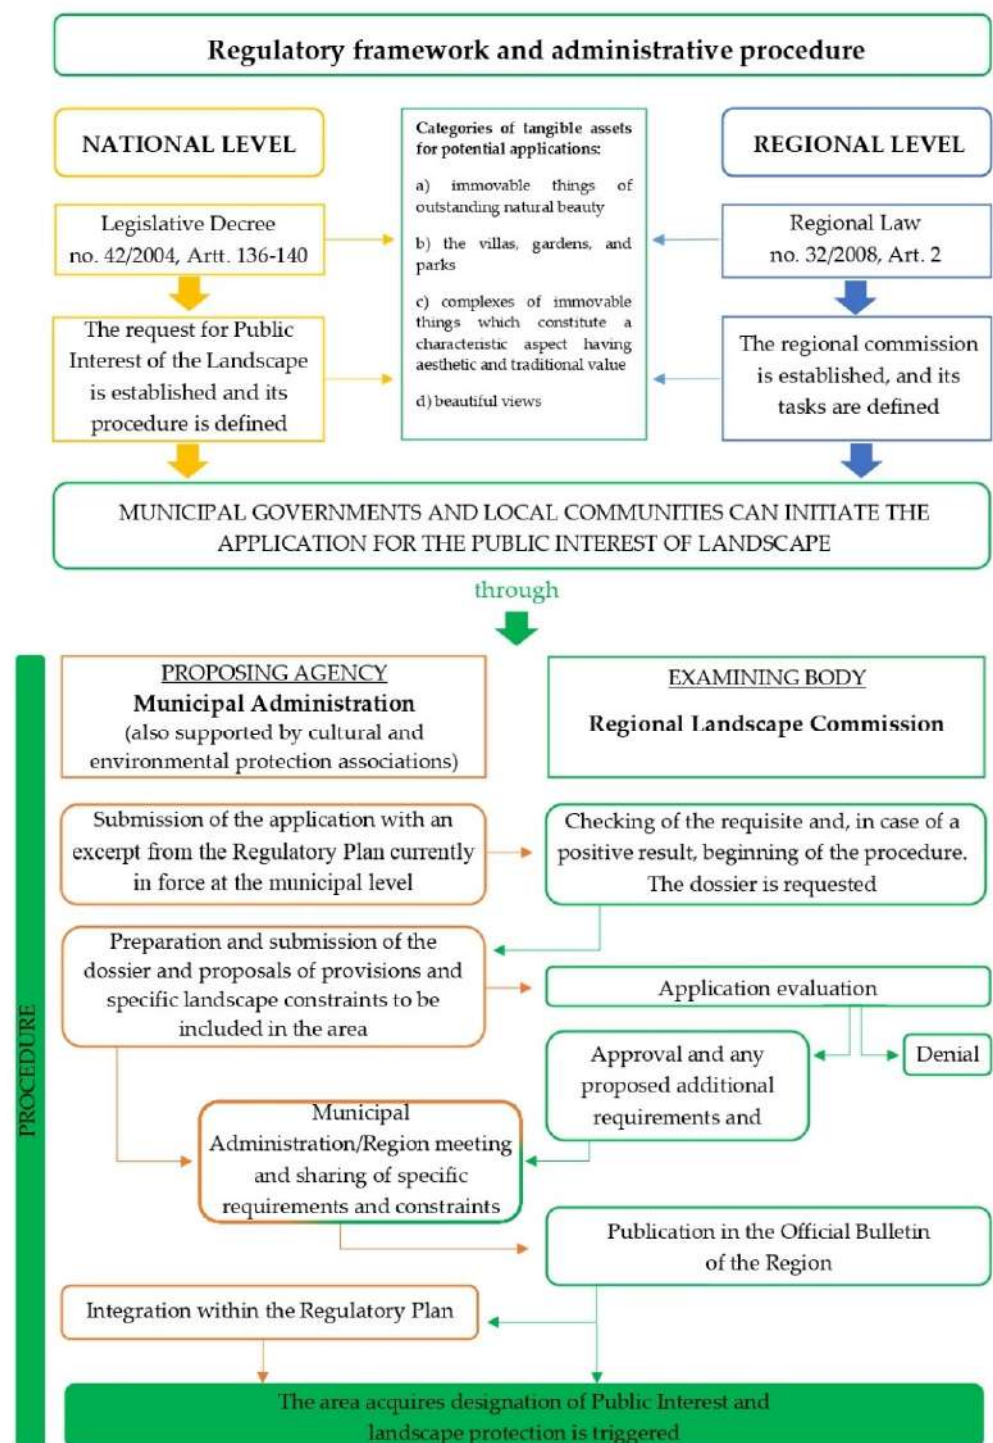 Regulatory framework and administrative procedure
NATIONAL LEVEL
Legislative Decree
no. 42/2004, Artt. 136-140
The request for Public
Interest of the Landscape
is established and its
procedure is defined
Categories of tangible assets
for potential applications:
a) immovable things of
outstanding natural beauty
b) the villas, gardens, and
parks
c) complexes of immovable
things which constitute a
characteristic aspect having
aesthetic and traditional value
d) beautiful views
REGIONAL LEVEL
Regional Law
no. 32/2008, Art. 2
The regional commission
is established, and its
tasks are defined
MUNICIPAL GOVERNMENTS AND LOCAL COMMUNITIES CAN INITIATE THE
APPLICATION FOR THE PUBLIC INTEREST OF LANDSCAPE
through
PROCEDURE
PROPOSING AGENCY
Municipal Administration
(also supported by cultural and
environmental protection associations)
EXAMINING BODY
Regional Landscape Commission
Submission of the application with an
excerpt from the Regulatory Plan currently
in force at the municipal level
Checking of the requisite and, in case of a
positive result, beginning of the procedure.
The dossier is requested
Preparation and submission of the
dossier and proposals of provisions and
specific landscape constraints to be
included in the area
Application evaluation
Approval and any
proposed additional
requirements and
Denial
Municipal
Administration/Region meeting
and sharing of specific
requirements and constraints
Publication in the Official Bulletin
of the Region
Integration within the Regulatory Plan
The area acquires designation of Public Interest and
landscape protection is triggered